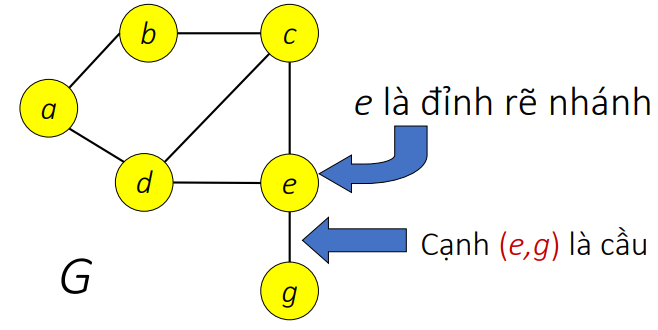 b
c
a
e là đỉnh rẽ nhánh
d
e
Cạnh (e,g) là cầu
G
g